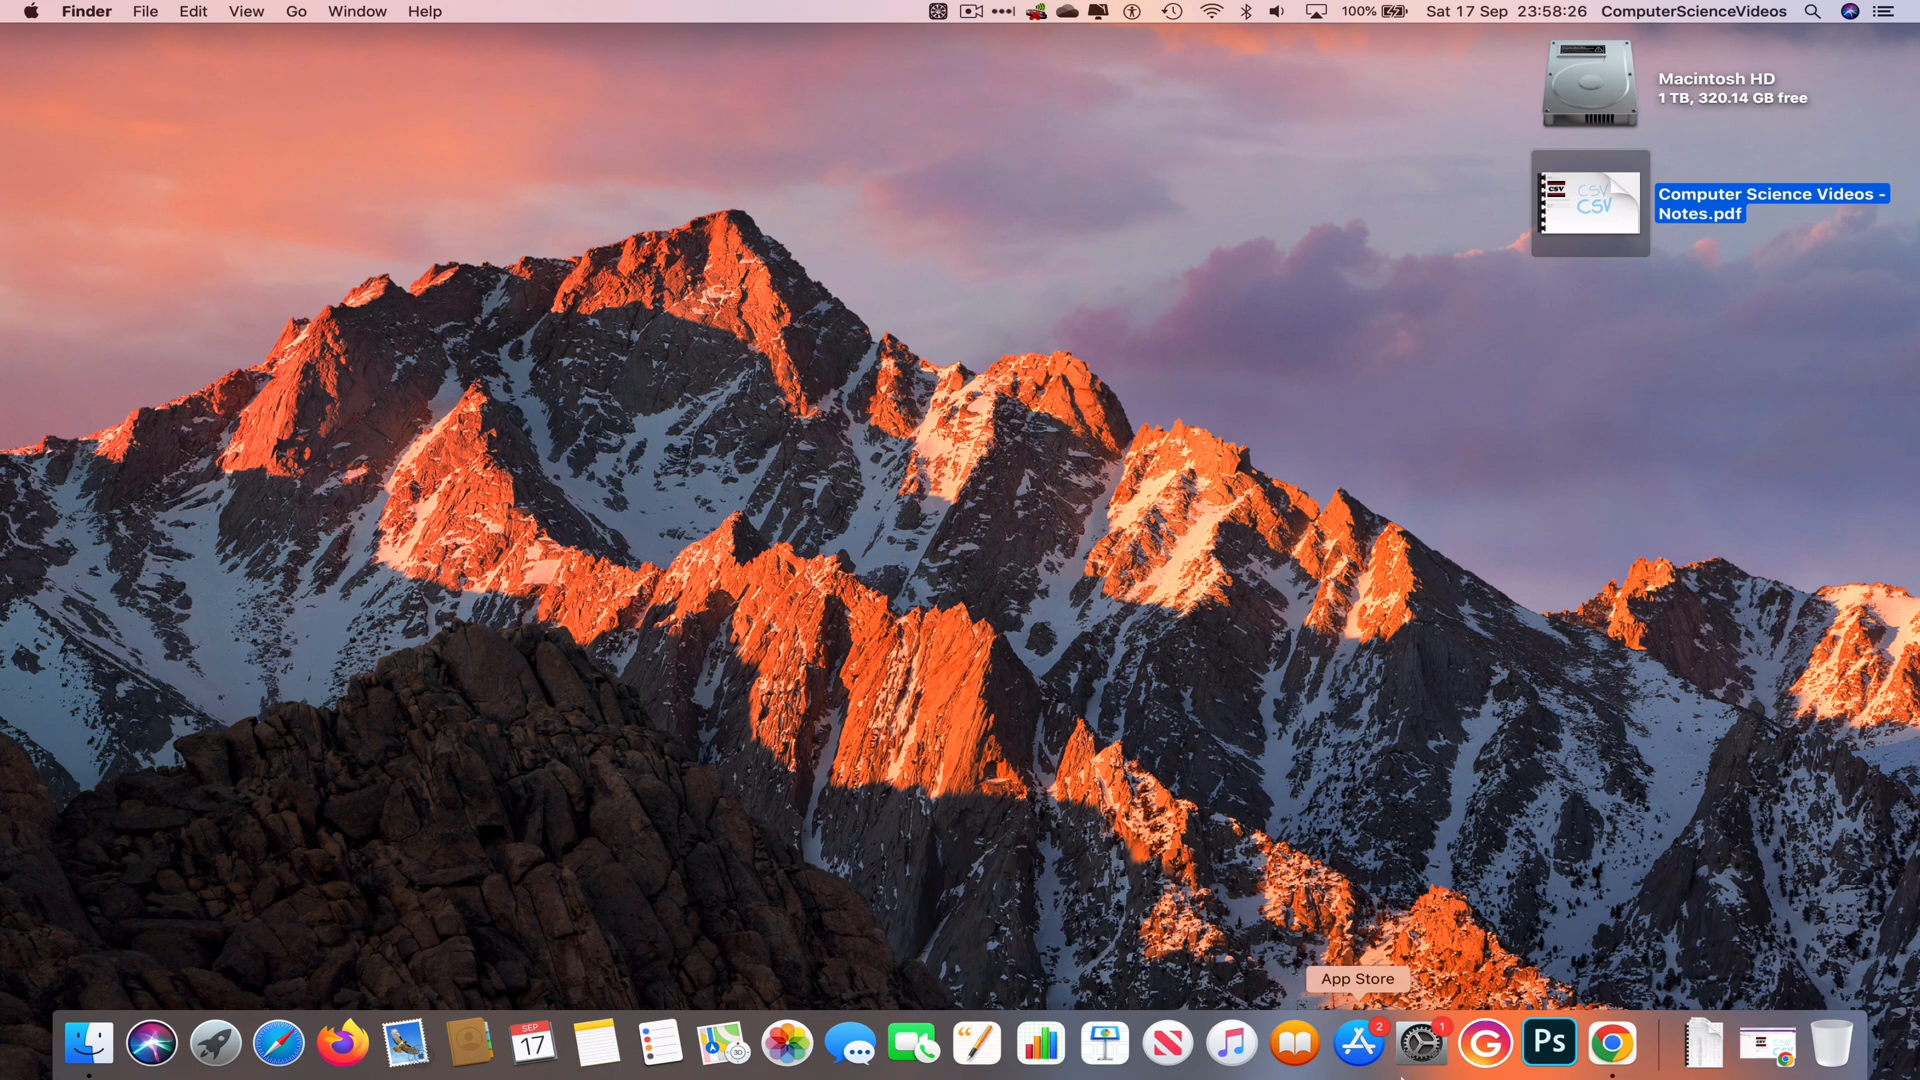 Finder File Edit View Go Window Help
100% Sat 17 Sep 23:58:26 ComputerScienceVideos
Macintosh HD
1 TB, 320.14 GB free
CSV
CSV
CSV
Computer Science Videos -
Notes.pdf
App Store
SEP
17
3D
2
1
Ps